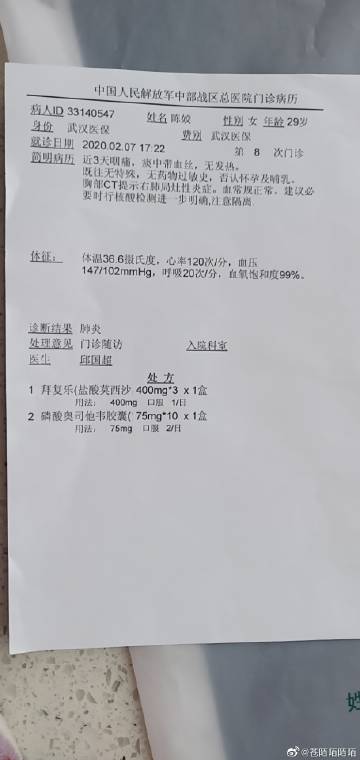 中国人民解放军中部战区总医院门诊病历
病人ID 33140547 姓名 陈姣 性别 女 年龄 29岁
身份 武汉医保 费别 武汉医保
就诊日期 2020.02.07 17:22 第 8 次门诊
简明病历 近3天咽痛，痰中带血丝，无发热。
既往无特殊，无药物过敏史，否认怀孕及哺乳。
胸部CT提示右肺局灶性炎症。血常规正常。建议必
要时行核酸检测进一步明确,注意隔离.
体征： 体温36.6摄氏度，心率120次/分，血压
147/102mmHg，呼吸20次/分，血氧饱和度99%。
诊断结果 肺炎
处理意见 门诊随访 入院科室
医生 邱国超
处 方
1 拜复乐(盐酸莫西沙 400mg*3 x 1盒
用法： 400mg 口服 1/日
2 磷酸奥司他韦胶囊( 75mg*10 x 1盒
用法： 75mg 口服 2/日
@苍陌珀陌珀